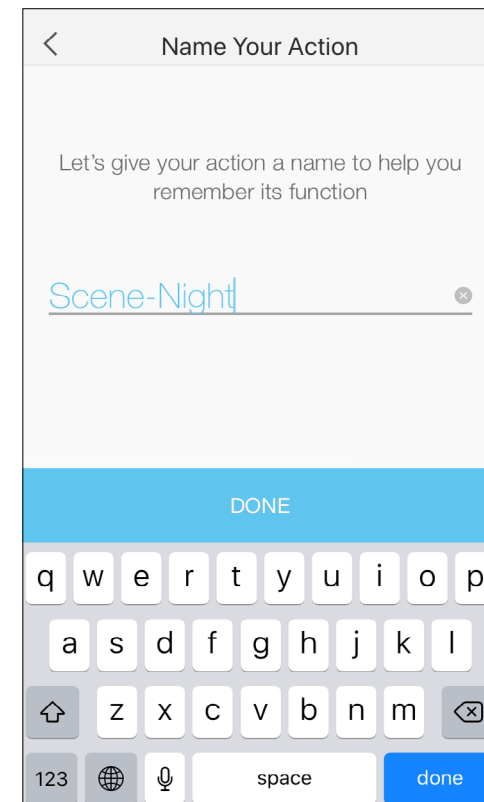 Name Your Action
Let's give your action a name to help you
remember its function
Scene-Night
DONE
q w e r t y u i o p
a s d f g h j k l
z x c v b n m
123 space done